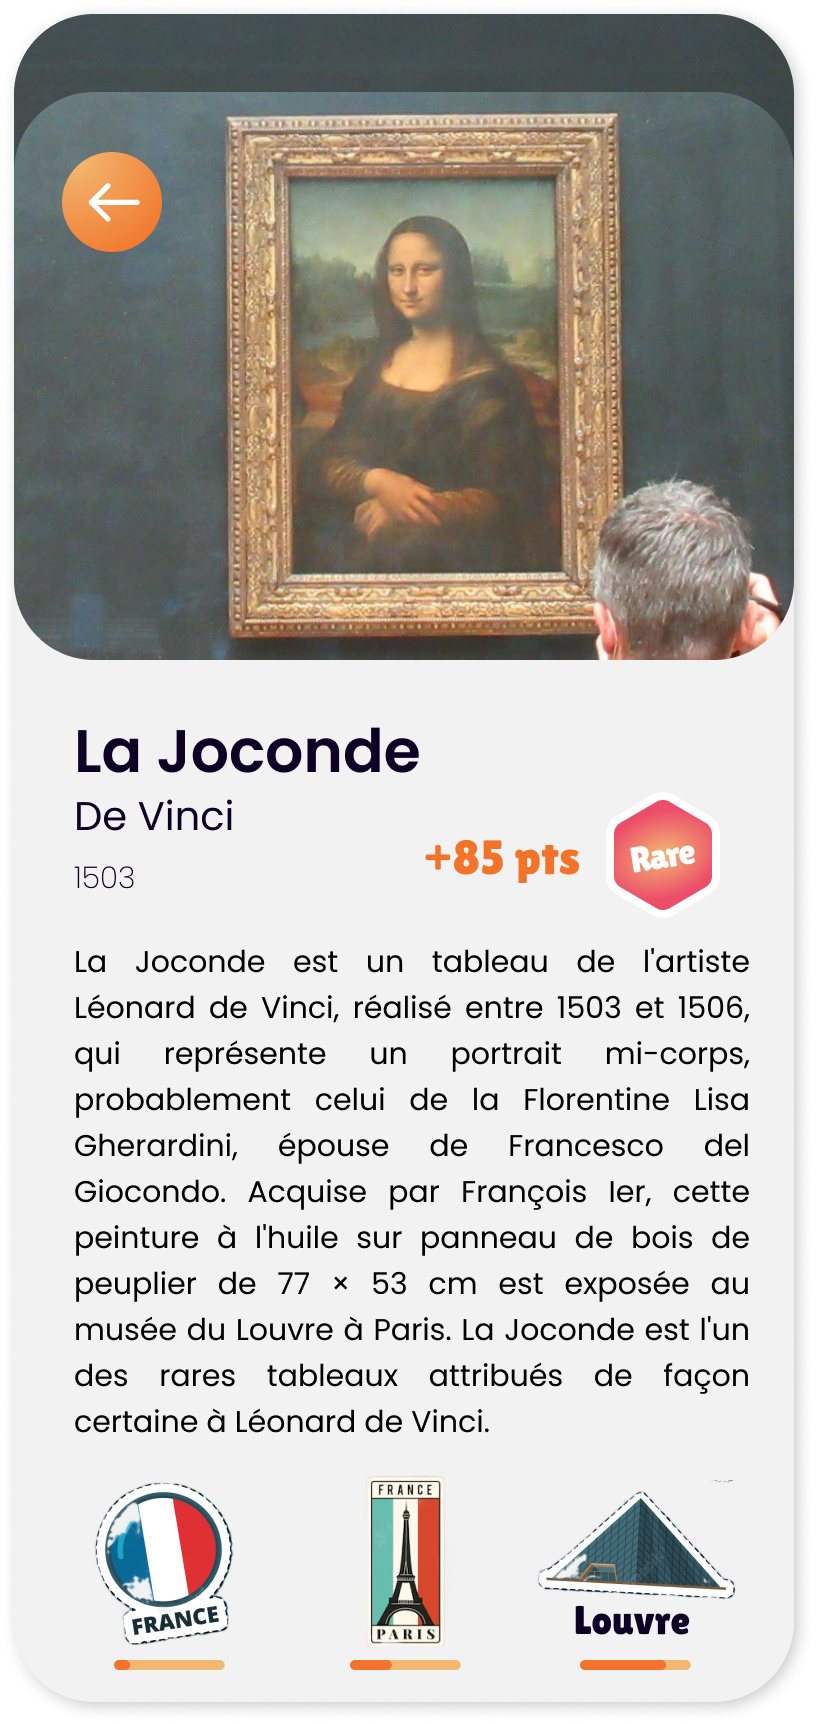 La Joconde
De Vinci
1503
+85 pts
Rare
La Joconde est un tableau de l'artiste
Léonard de Vinci, réalisé entre 1503 et 1506,
qui représente un portrait mi-corps,
probablement celui de la Florentine Lisa
Gherardini, épouse de Francesco del
Giocondo. Acquise par François Ier, cette
peinture à l'huile sur panneau de bois de
peuplier de 77 × 53 cm est exposée au
musée du Louvre à Paris. La Joconde est l'un
des rares tableaux attribués de façon
certaine à Léonard de Vinci.
FRANCE
FRANCE
PARIS
Louvre